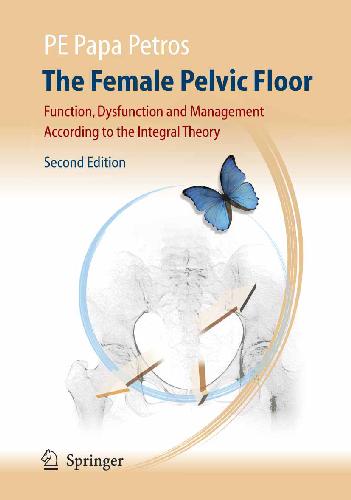 PE Papa Petros
The Female Pelvic Floor
Function, Dysfunction and Management
According to the Integral Theory
Second Edition
Springer